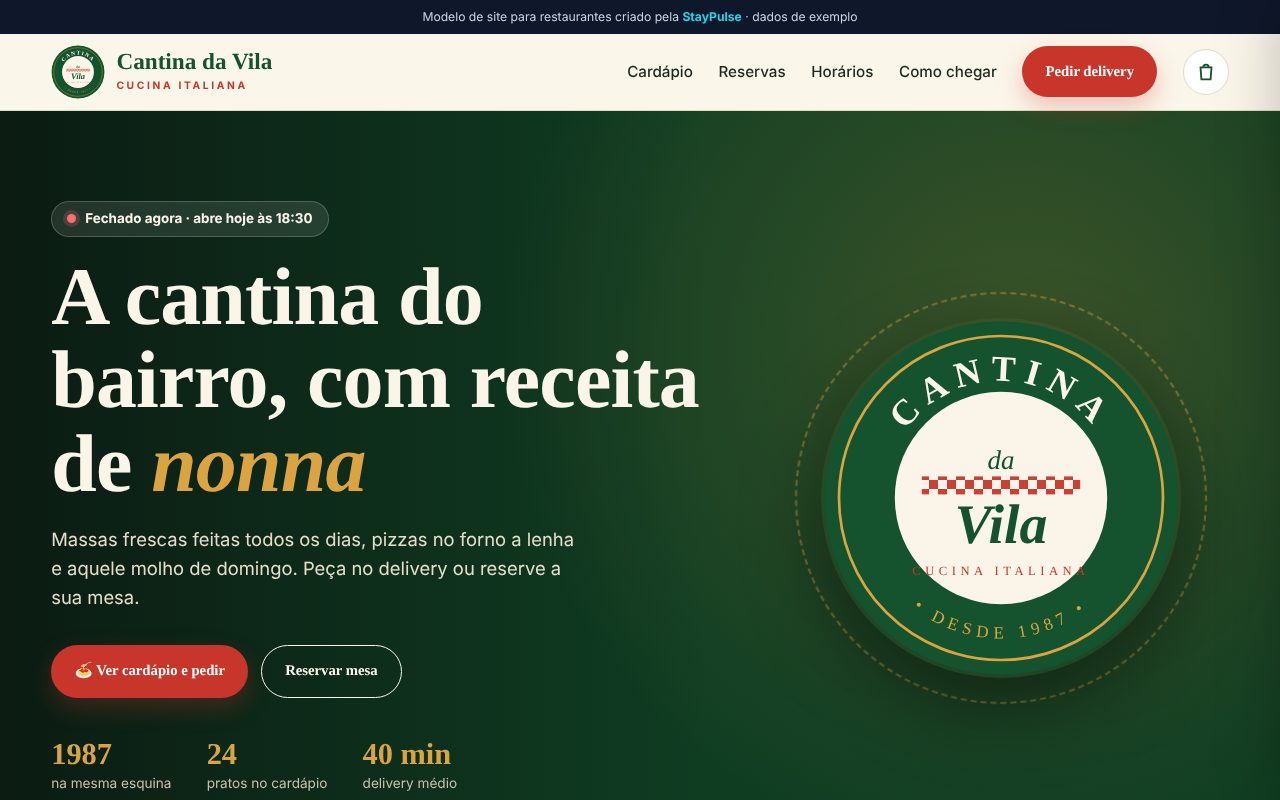 Modelo de site para restaurantes criado pela StayPulse · dados de exemplo
CANTINA
da
Vila
Cantina da Vila
CUCINA ITALIANA
Cardápio
Reservas
Horários
Como chegar
Pedir delivery
Fechado agora · abre hoje às 18:30
A cantina do
bairro, com receita
de nonna
Massas frescas feitas todos os dias, pizzas no forno a lenha
e aquele molho de domingo. Peça no delivery ou reserve a
sua mesa.
Ver cardápio e pedir
Reservar mesa
1987
na mesma esquina
24
pratos no cardápio
40 min
delivery médio
CANTINA
da
Vila
CUCINA ITALIANA
• DESDE 1987 •